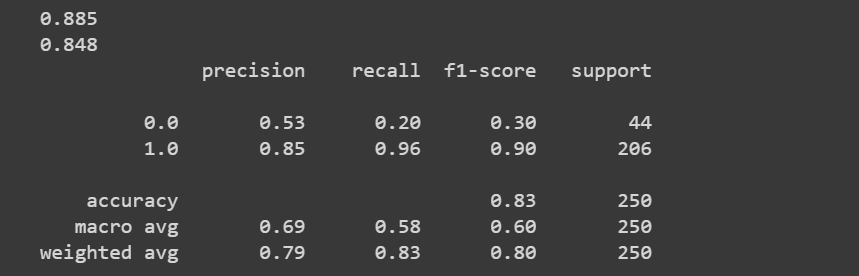 0.885
0.848
precision recall f1-score support
0.0 0.53 0.20 0.30 44
1.0 0.85 0.96 0.90 206
accuracy 0.83 250
macro avg 0.69 0.58 0.60 250
weighted avg 0.79 0.83 0.80 250